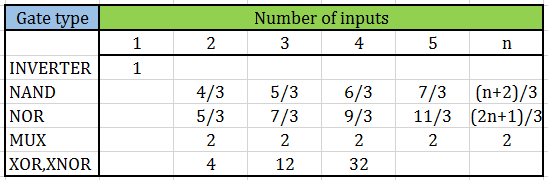 Gate type Number of inputs
1 2 3 4 5 n
INVERTER 1
NAND 4/3 5/3 6/3 7/3 (n+2)/3
NOR 5/3 7/3 9/3 11/3 (2n+1)/3
MUX 2 2 2 2 2
XOR,XNOR 4 12 32